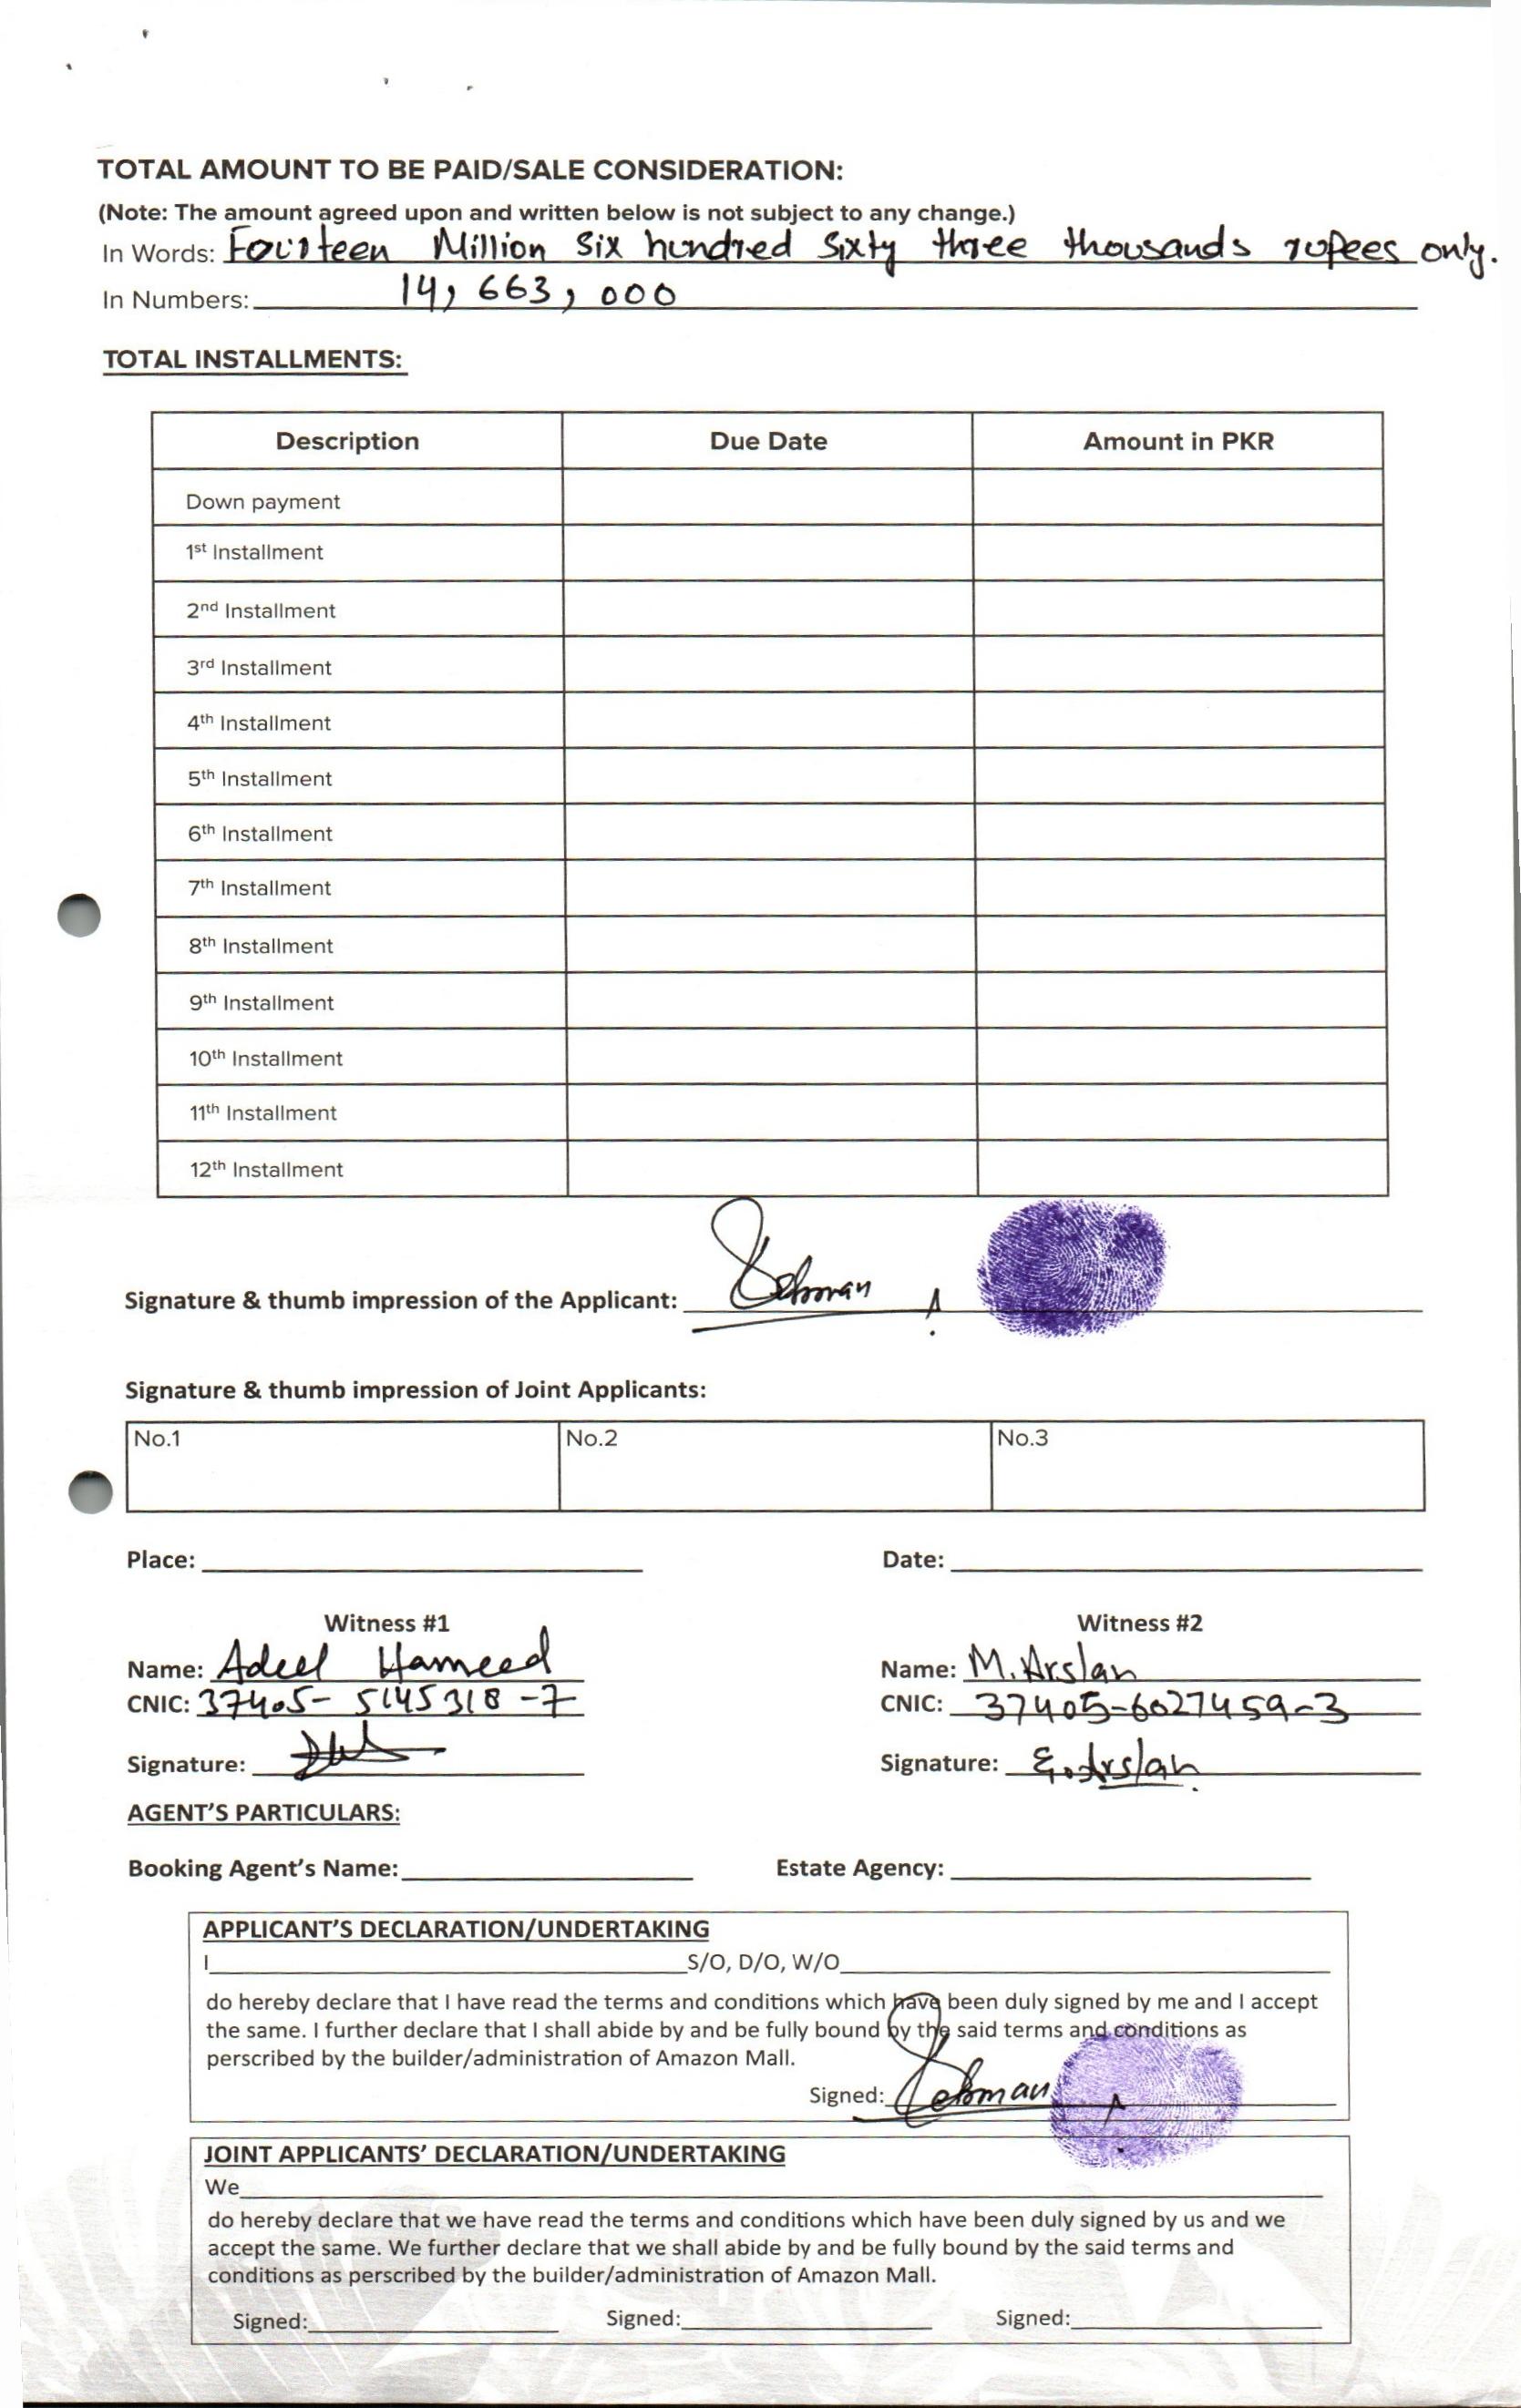 TOTAL AMOUNT TO BE PAID/SALE CONSIDERATION:
(Note: The amount agreed upon and written below is not subject to any change.)
In Words: Fourteen Million six hundred sixty three thousands rupees only.
In Numbers: 14,663,000
TOTAL INSTALLMENTS:
Description Due Date Amount in PKR
Down payment
1st Installment
2nd Installment
3rd Installment
4th Installment
5th Installment
6th Installment
7th Installment
8th Installment
9th Installment
10th Installment
11th Installment
12th Installment
Signature & thumb impression of the Applicant:
Signature & thumb impression of Joint Applicants:
No.1 No.2 No.3
Place: Date:
Witness #1 Witness #2
Name: Adeel Hameed Name: M. Arslan
CNIC: 37405-5145318-7 CNIC: 37405-6027459-3
Signature: Signature: Arslan
AGENT'S PARTICULARS:
Booking Agent's Name: Estate Agency:
APPLICANT'S DECLARATION/UNDERTAKING
I S/O, D/O, W/O
do hereby declare that I have read the terms and conditions which have been duly signed by me and I accept
the same. I further declare that I shall abide by and be fully bound by the said terms and conditions as
perscribed by the builder/administration of Amazon Mall.
Signed:
JOINT APPLICANTS' DECLARATION/UNDERTAKING
We
do hereby declare that we have read the terms and conditions which have been duly signed by us and we
accept the same. We further declare that we shall abide by and be fully bound by the said terms and
conditions as perscribed by the builder/administration of Amazon Mall.
Signed: Signed: Signed: